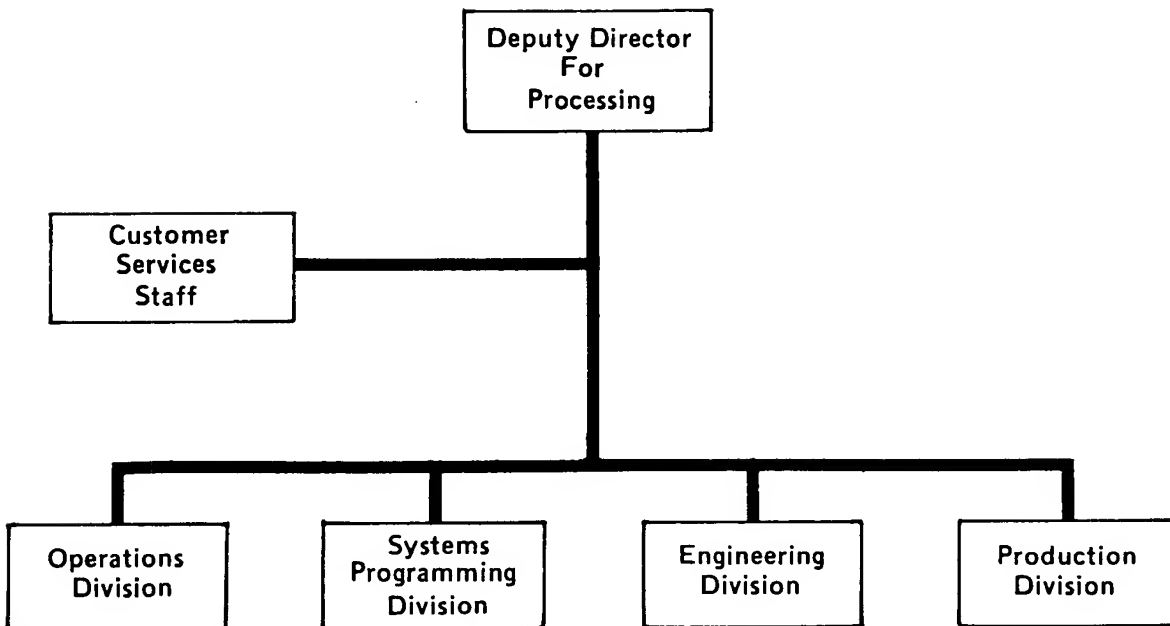 Deputy Director
For
Processing
Customer
Services
Staff
Operations
Division
Systems
Programming
Division
Engineering
Division
Production
Division